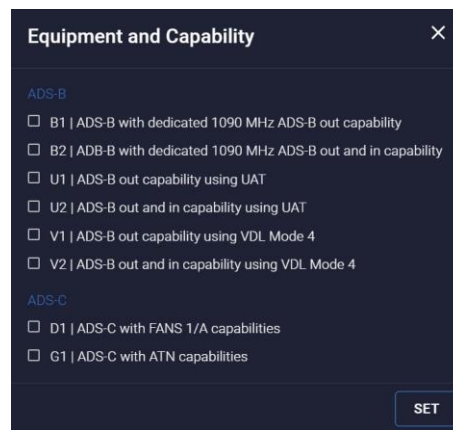 Equipment and Capability
ADS-B
B1 | ADS-B with dedicated 1090 MHz ADS-B out capability
B2 | ADB-B with dedicated 1090 MHz ADS-B out and in capability
U1 | ADS-B out capability using UAT
U2 | ADS-B out and in capability using UAT
V1 | ADS-B out capability using VDL Mode 4
V2 | ADS-B out and in capability using VDL Mode 4
ADS-C
D1 | ADS-C with FANS 1/A capabilities
G1 | ADS-C with ATN capabilities
SET